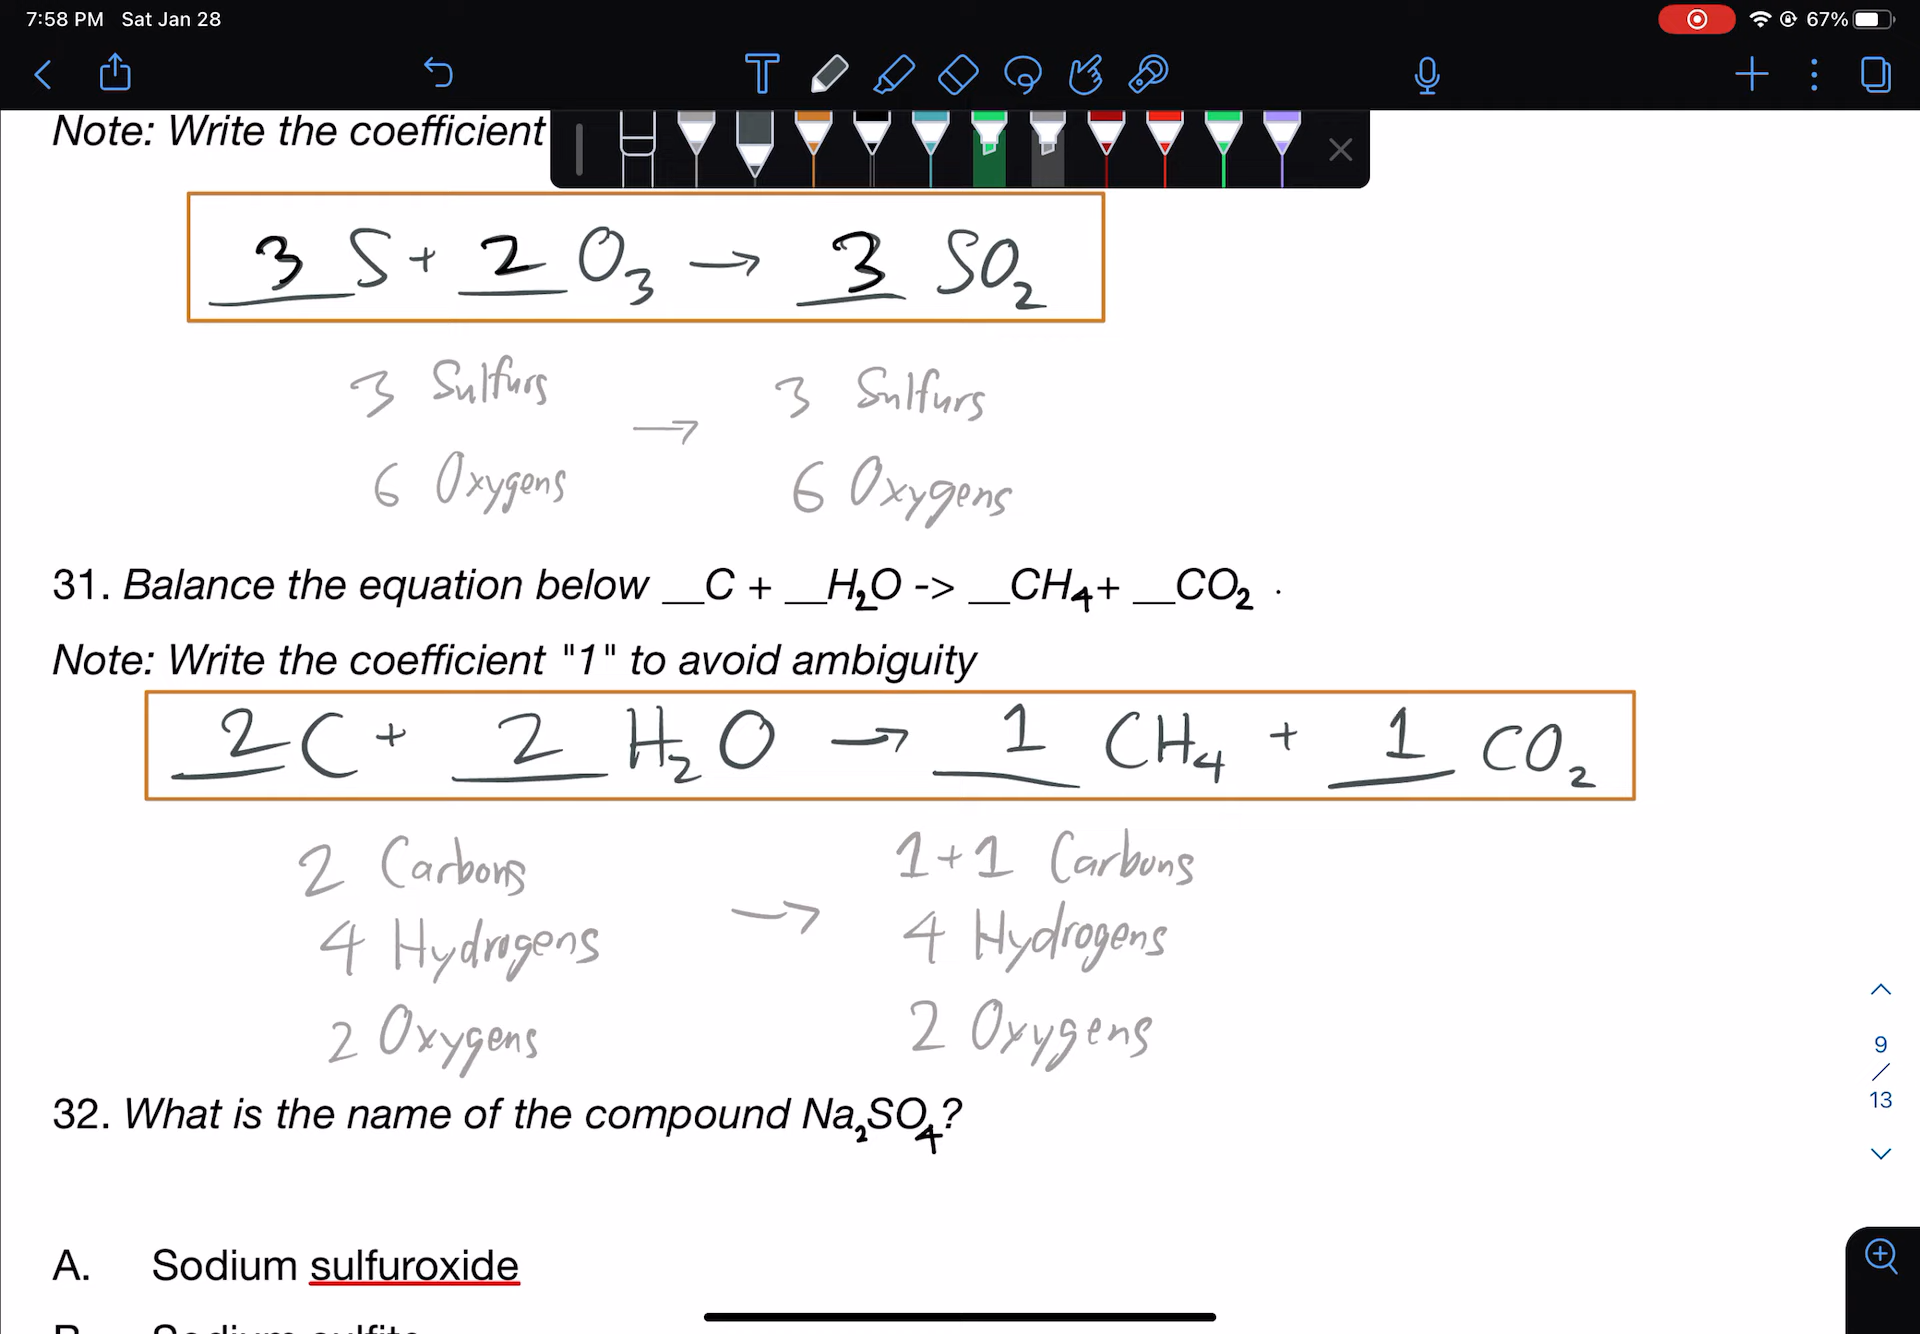 7:58 PM Sat Jan 28 67%
Note: Write the coefficient
3 S + 2 O₃ → 3 SO₂
3 Sulfurs → 3 Sulfurs
6 Oxygens 6 Oxygens
31. Balance the equation below __C + __H₂O -> __CH₄+ __CO₂ .
Note: Write the coefficient "1" to avoid ambiguity
2 C + 2 H₂O → 1 CH₄ + 1 CO₂
2 Carbons 1+1 Carbons
4 Hydrogens → 4 Hydrogens
2 Oxygens 2 Oxygens
9
/
13
32. What is the name of the compound Na₂SO₄?
A. Sodium sulfuroxide